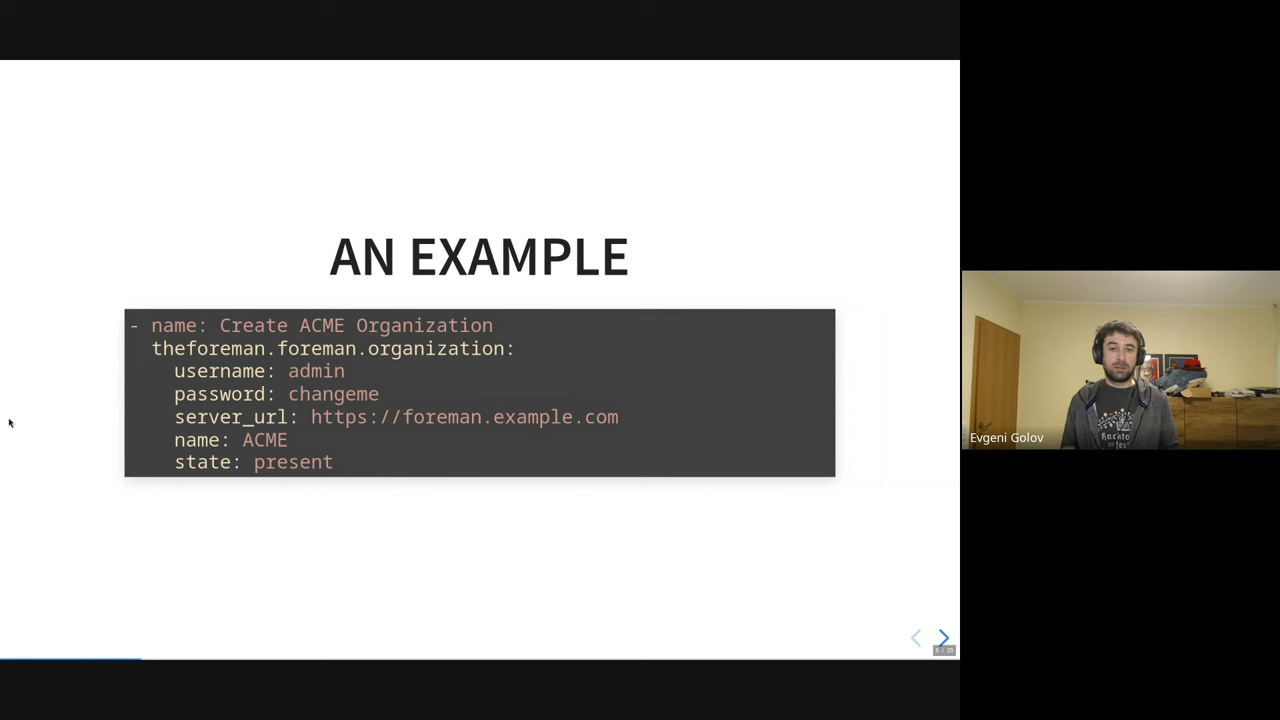 AN EXAMPLE
- name: Create ACME Organization
  theforeman.foreman.organization:
    username: admin
    password: changeme
    server_url: https://foreman.example.com
    name: ACME
    state: present
Evgeni Golov